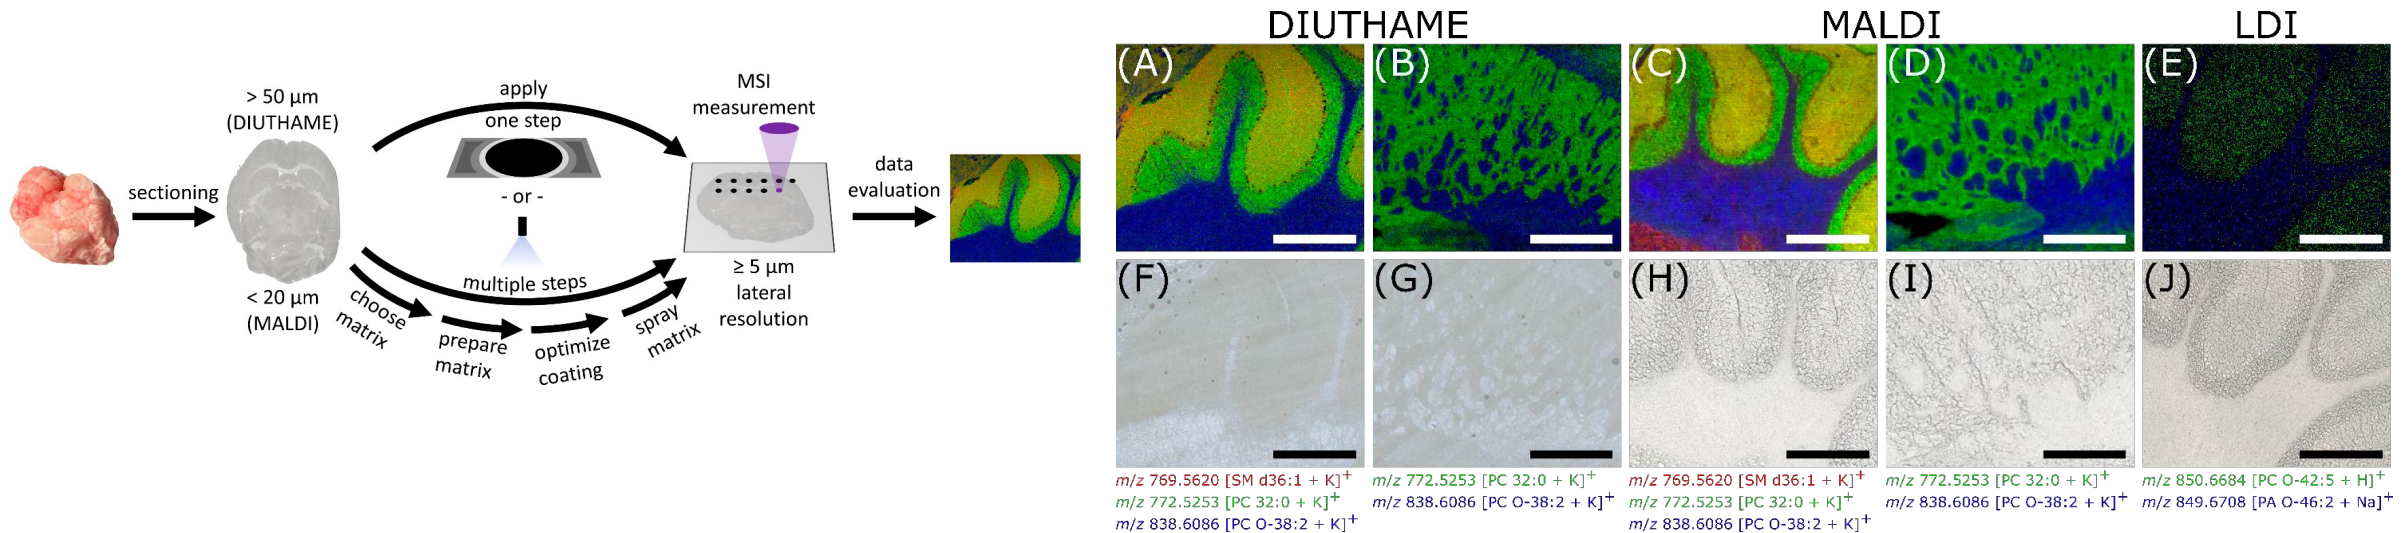 sectioning
> 50 µm
(DIUTHAME)
< 20 µm
(MALDI)
apply
one step
- or -
multiple steps
choose
matrix
prepare
matrix
optimize
coating
spray
matrix
MSI
measurement
≥ 5 µm
lateral
resolution
data
evaluation
DIUTHAME
MALDI
LDI
(A)
(B)
(C)
(D)
(E)
(F)
(G)
(H)
(I)
(J)
m/z 769.5620 [SM d36:1 + K]+
m/z 772.5253 [PC 32:0 + K]+
m/z 838.6086 [PC O-38:2 + K]+
m/z 772.5253 [PC 32:0 + K]+
m/z 838.6086 [PC O-38:2 + K]+
m/z 769.5620 [SM d36:1 + K]+
m/z 772.5253 [PC 32:0 + K]+
m/z 838.6086 [PC O-38:2 + K]+
m/z 772.5253 [PC 32:0 + K]+
m/z 838.6086 [PC O-38:2 + K]+
m/z 850.6684 [PC O-42:5 + H]+
m/z 849.6708 [PA O-46:2 + Na]+